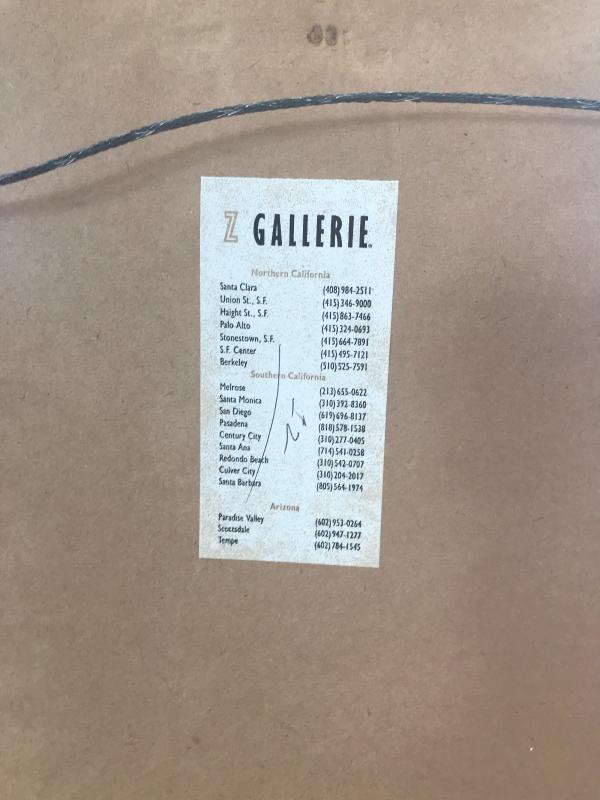 Z GALLERIE.
Northern California
Santa Clara (408) 984-2511
Union St., S.F. (415) 346-9000
Haight St., S.F. (415) 863-7466
Palo Alto (415) 324-0693
Stonestown, S.F. (415) 664-7891
S.F. Center (415) 495-7121
Berkeley (510) 525-7591
Southern California
Melrose (213) 655-0622
Santa Monica (310) 392-8360
San Diego (619) 696-8137
Pasadena (818) 578-1538
Century City (310) 277-0405
Santa Ana (714) 541-0258
Redondo Beach (310) 542-0707
Culver City (310) 204-2017
Santa Barbara (805) 564-1974
Arizona
Paradise Valley (602) 953-0264
Scottsdale (602) 947-1277
Tempe (602) 784-1545